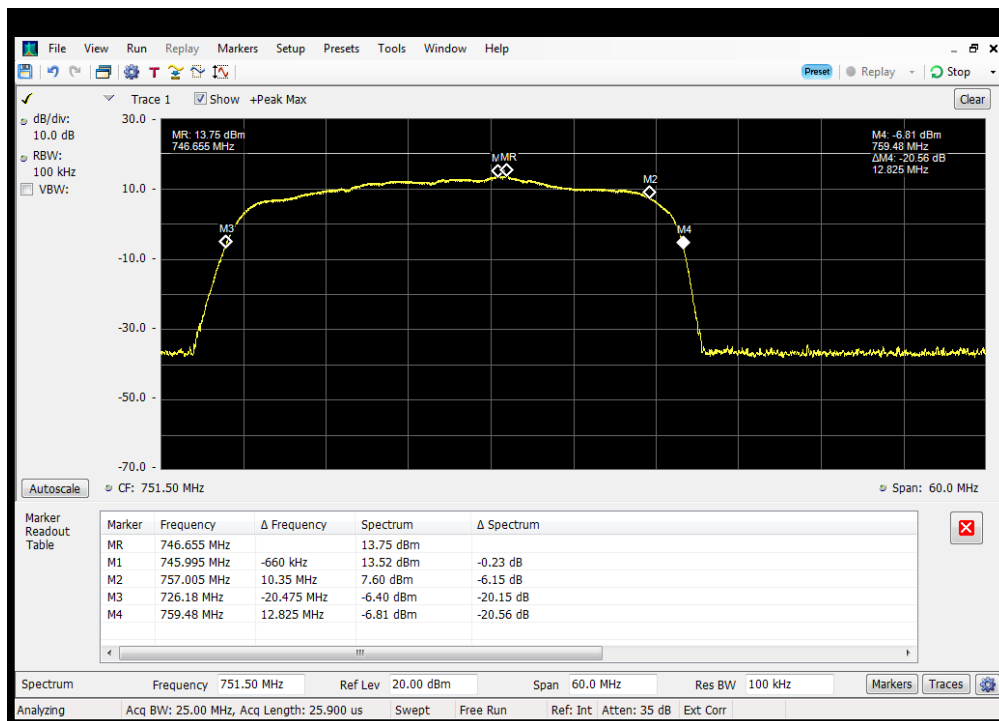 File View Run Replay Markers Setup Presets Tools Window Help
Preset Replay Stop
Trace 1 Show +Peak Max Clear
dB/div:
10.0 dB
RBW:
100 kHz
VBW:
30.0
10.0
-10.0
-30.0
-50.0
-70.0
MR: 13.75 dBm
746.655 MHz
M4: -6.81 dBm
759.48 MHz
ΔM4: -20.56 dB
12.825 MHz
MMR
M2
M3
M4
Autoscale CF: 751.50 MHz Span: 60.0 MHz
Marker
Readout
Table
Marker Frequency Δ Frequency Spectrum Δ Spectrum
MR 746.655 MHz 13.75 dBm
M1 745.995 MHz -660 kHz 13.52 dBm -0.23 dB
M2 757.005 MHz 10.35 MHz 7.60 dBm -6.15 dB
M3 726.18 MHz -20.475 MHz -6.40 dBm -20.15 dB
M4 759.48 MHz 12.825 MHz -6.81 dBm -20.56 dB
Spectrum Frequency 751.50 MHz Ref Lev 20.00 dBm Span 60.0 MHz Res BW 100 kHz Markers Traces
Analyzing Acq BW: 25.00 MHz, Acq Length: 25.900 us Swept Free Run Ref: Int Atten: 35 dB Ext Corr